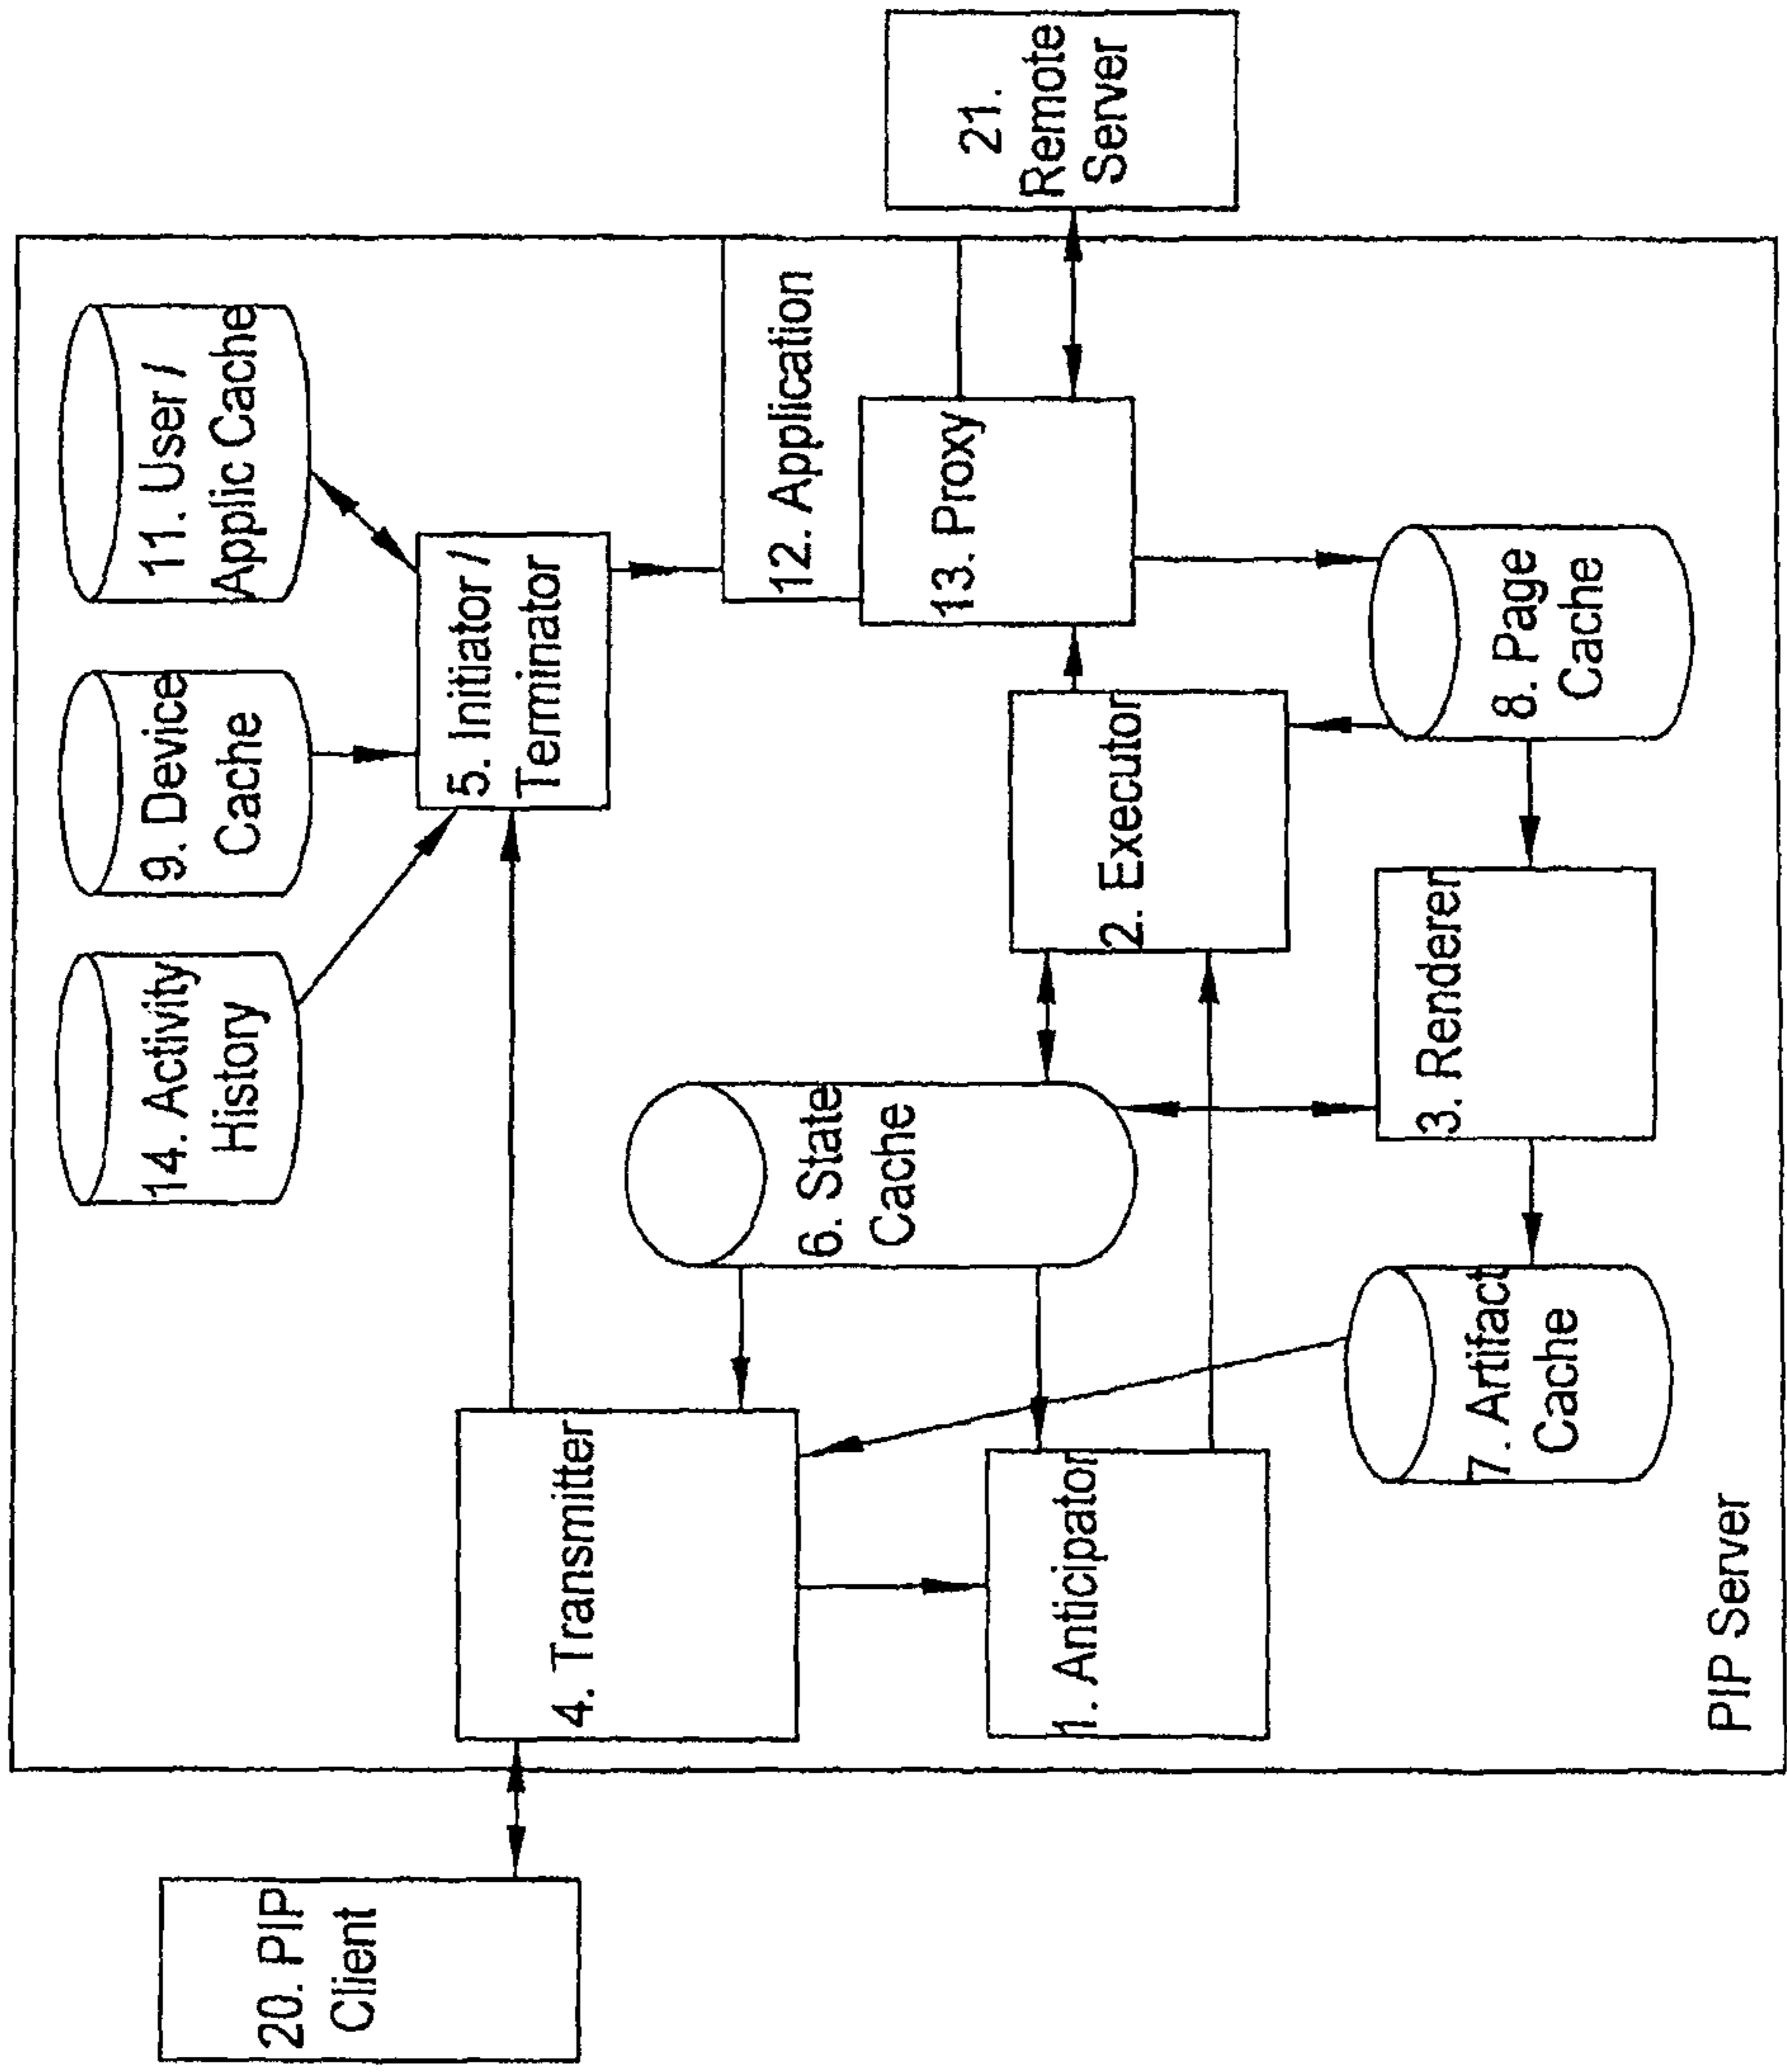 14. Activity
History
9. Device
Cache
11. User /
Applic Cache
20. PIP
Client
4. Transmitter
5. Initiator /
Terminator
6. State
Cache
12. Application
1. Anticipator
2. Executor
13. Proxy
21.
Remote
Server
7. Artifact
Cache
3. Renderer
8. Page
Cache
PIP Server